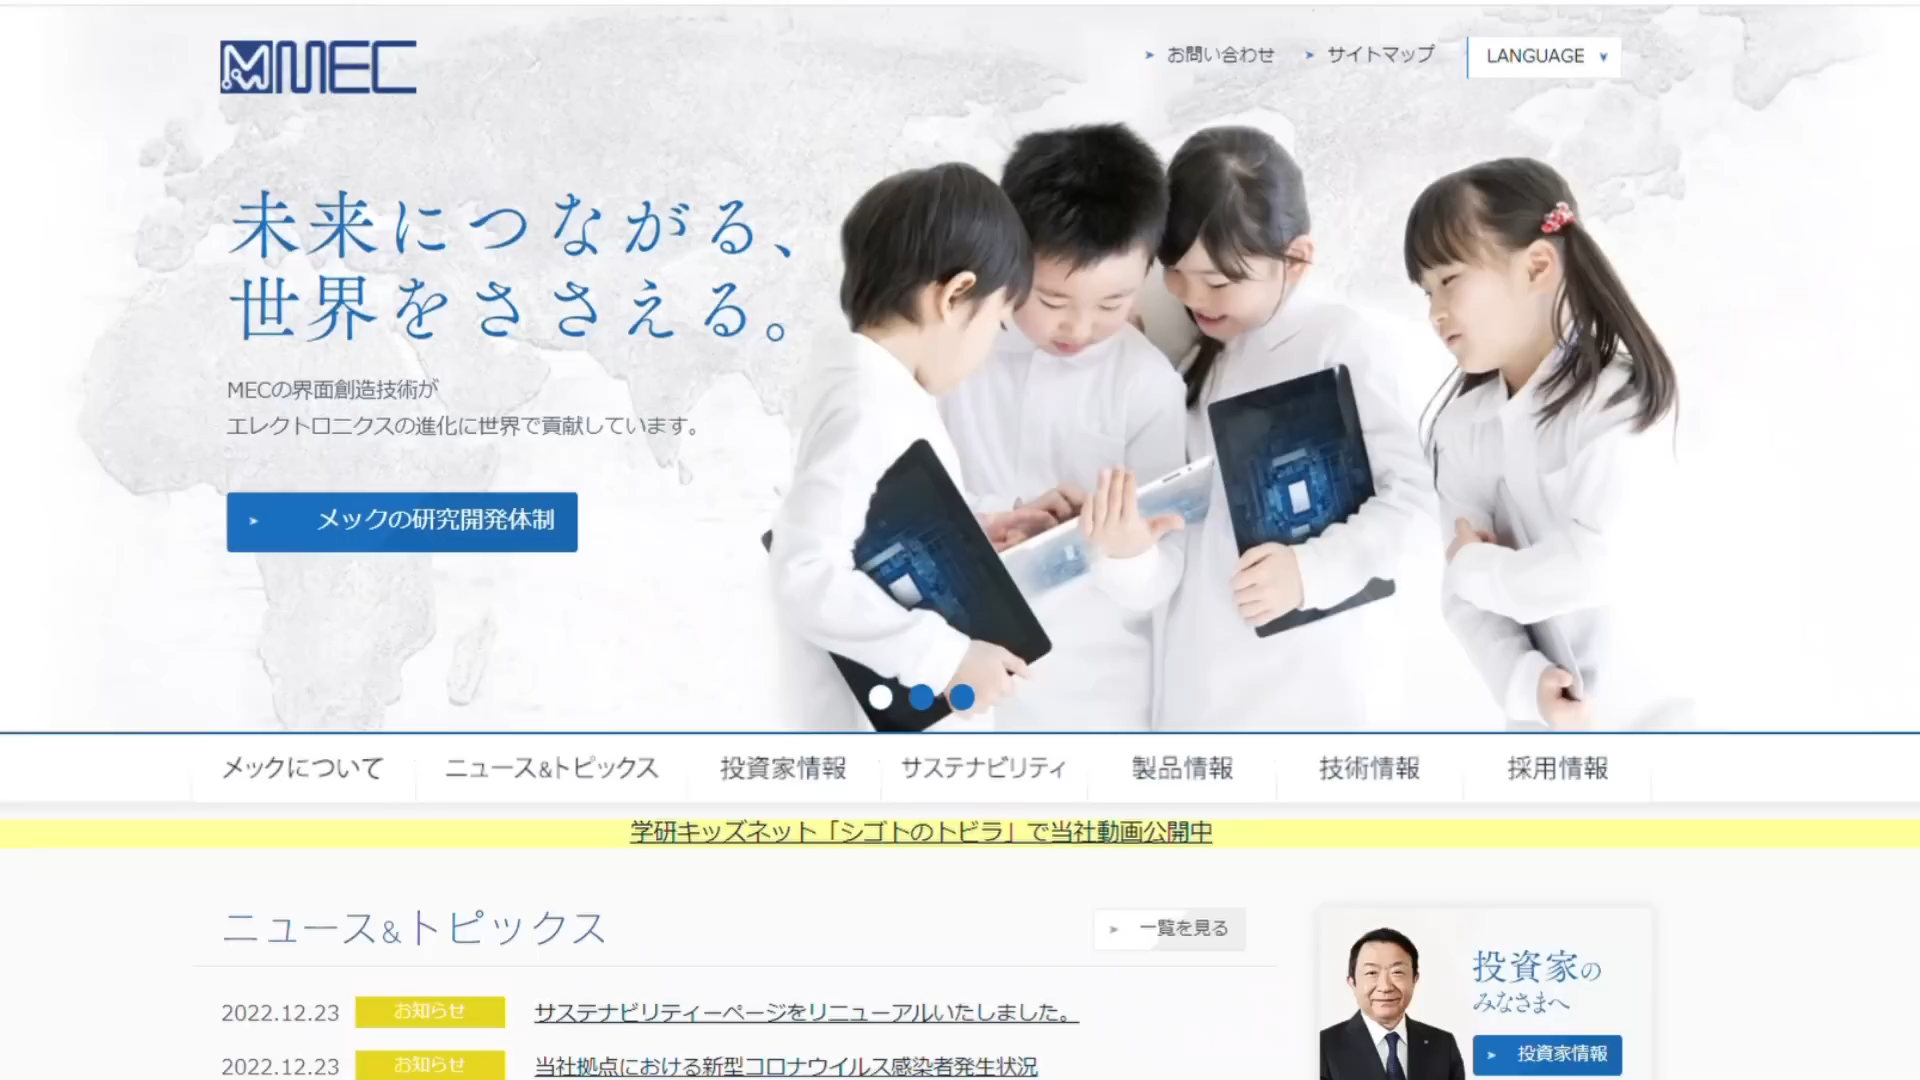 MEC
お問い合わせ
サイトマップ
LANGUAGE
未来につながる、
世界をささえる。
MECの界面創造技術が
エレクトロニクスの進化に世界で貢献しています。
メックの研究開発体制
メックについて
ニュース&トピックス
投資家情報
サステナビリティ
製品情報
技術情報
採用情報
学研キッズネット「シゴトのトビラ」で当社動画公開中
ニュース&トピックス
一覧を見る
2022.12.23 お知らせ サステナビリティーページをリニューアルいたしました。
2022.12.23 お知らせ 当社拠点における新型コロナウイルス感染者発生状況
投資家の
みなさまへ
投資家情報